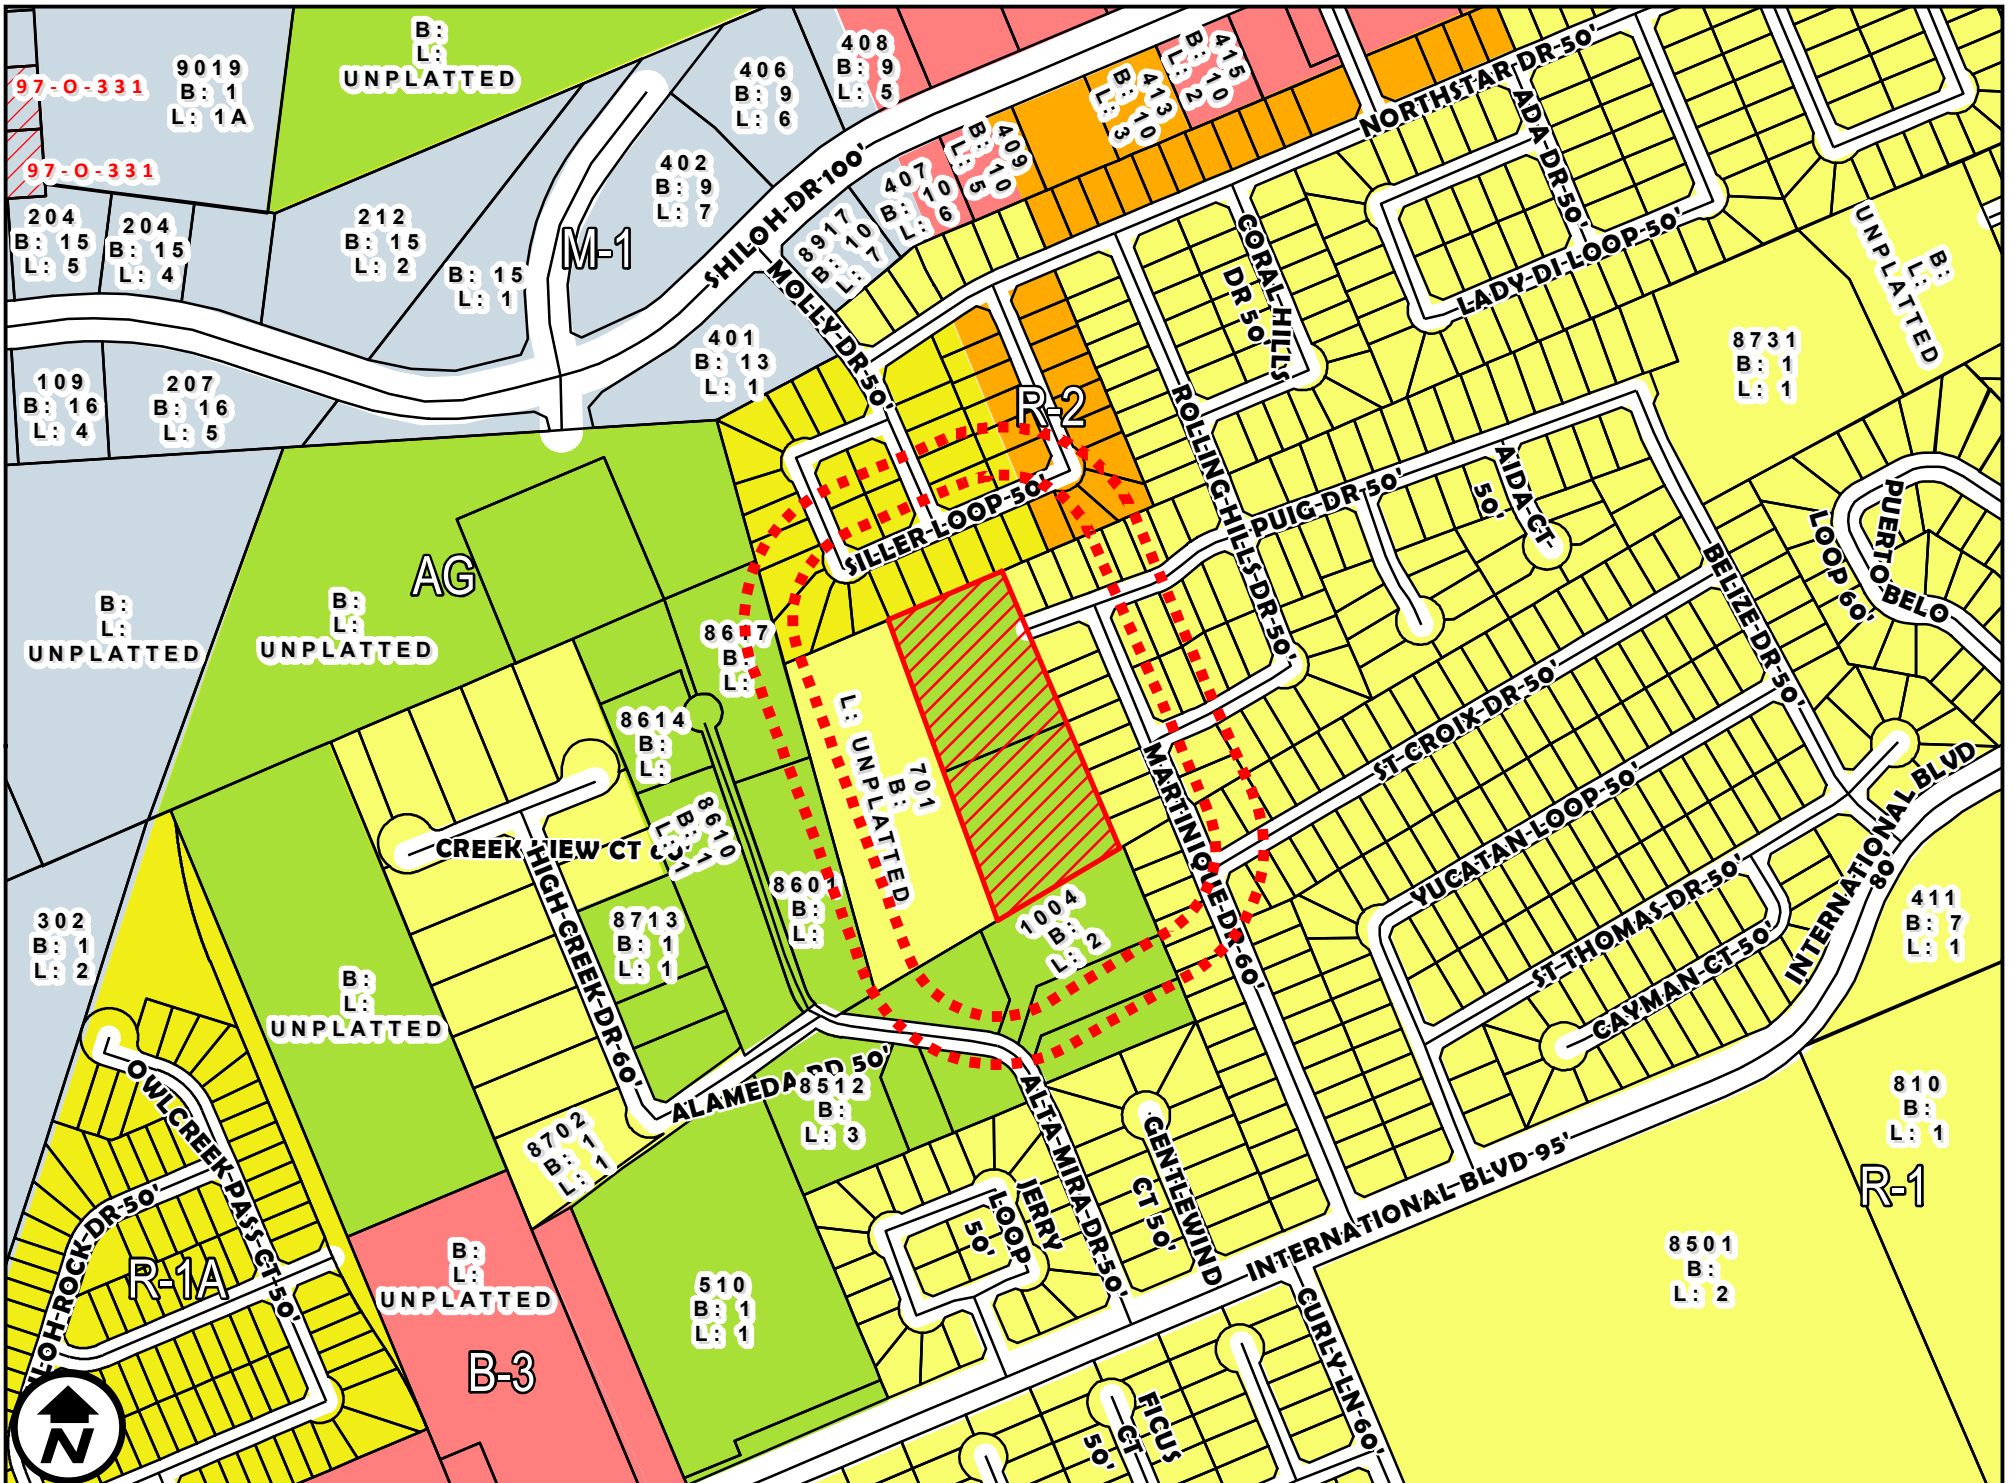 B:
L:
UNPLATTED
97-O-331
9019
B: 1
L: 1A
97-O-331
406
B: 9
L: 6
408
B: 9
L: 5
415
B: 10
L: 2
413
B: 10
L: 3
409
B: 10
L: 5
407
B: 10
L: 6
8917
B: 10
L: 7
402
B: 9
L: 7
204
B: 15
L: 5
204
B: 15
L: 4
212
B: 15
L: 2
B: 15
L: 1
M-1
SHILOH DR 100'
MOLLY DR 50'
NORTHSTAR DR 50'
ADA DR 50'
LADY DI LOOP 50'
CORAL HILLS
DR 50'
B:
L:
UNPLATTED
8731
B: 1
L: 1
401
B: 13
L: 1
109
B: 16
L: 4
207
B: 16
L: 5
R-2
ROLLING HILLS DR 50'
PUIG DR 50'
AIDA CT
50'
SILLER LOOP 50'
BELIZE DR 50'
PUERTOBELO
LOOP 60'
AG
B:
L:
UNPLATTED
B:
L:
UNPLATTED
8617
B:
L:
8614
B:
L:
8610
B: 1
L: 1
701
B:
L: UNPLATTED
ST CROIX DR 50'
MARTINIQUE DR 60'
YUCATAN LOOP 50'
INTERNATIONAL BLVD
80'
CREEK VIEW CT 60'
HIGH CREEK DR 60'
8601
B:
L:
8713
B: 1
L: 1
1004
B:
L: 2
ST THOMAS DR 50'
CAYMAN CT 50'
411
B: 7
L: 1
302
B: 1
L: 2
B:
L:
UNPLATTED
ALAMEDA RD 50'
8512
B:
L: 3
8702
B: 1
L: 1
ALTA MIRA DR 50'
GENTLEWIND
CT 50'
810
B:
L: 1
R-1
OWLCREEK PASS CT 50'
JERRY
LOOP
50'
INTERNATIONAL BLVD 95'
8501
B:
L: 2
R-1A
B:
L:
UNPLATTED
510
B: 1
L: 1
CURLY LN 60'
B-3
FICUS
CT
50'
N